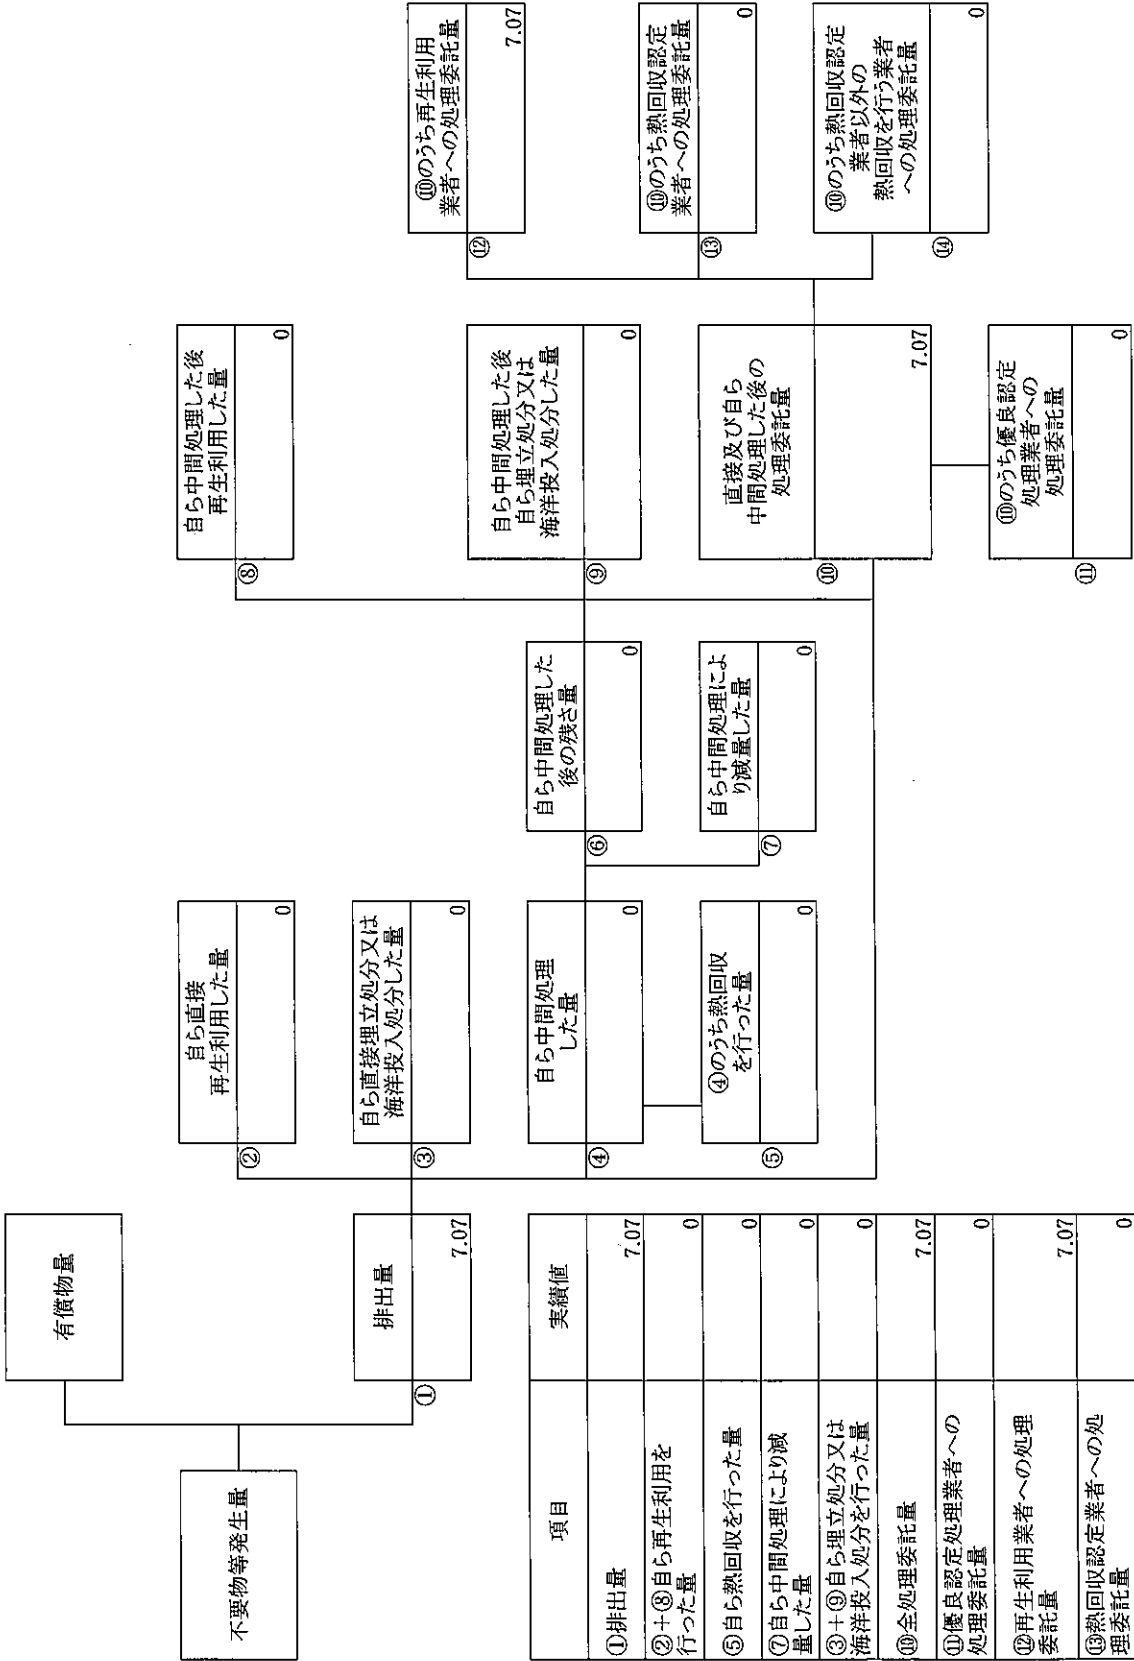 不要物等発生量
有償物量
①
排出量
7.07
②
自ら直接
再生利用した量
0
③
自ら直接埋立処分又は
海洋投入処分した量
0
④
自ら中間処理
した量
0
⑤
④のうち熱回収
を行った量
0
⑥
自ら中間処理した
後の残さ量
0
⑦
自ら中間処理によ
り減量した量
0
⑧
自ら中間処理した後
再生利用した量
0
⑨
自ら中間処理した後
自ら埋立処分又は
海洋投入処分した量
0
⑩
直接及び自ら
中間処理した後の
処理委託量
7.07
⑪
⑩のうち優良認定
処理業者への
処理委託量
0
⑫
⑩のうち再生利用
業者への処理委託量
7.07
⑬
⑩のうち熱回収認定
業者への処理委託量
0
⑭
⑩のうち熱回収認定
業者以外の
熱回収を行う業者
への処理委託量
0
項目 実績値
①排出量 7.07
②+⑧自ら再生利用を
行った量 0
⑤自ら熱回収を行った量 0
⑦自ら中間処理により減
量した量 0
③+⑨自ら埋立処分又は
海洋投入処分を行った量 0
⑩全処理委託量 7.07
⑪優良認定処理業者への
処理委託量 0
⑫再生利用業者への処理
委託量 7.07
⑬熱回収認定業者への処
理委託量 0